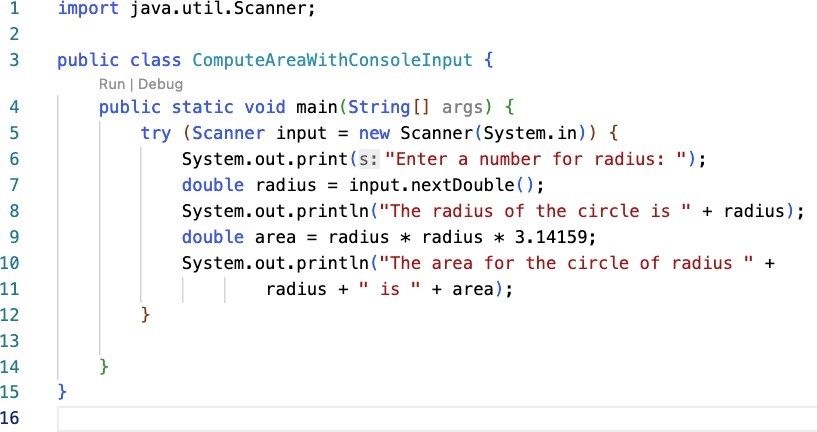 1 import java.util.Scanner;
2
3 public class ComputeAreaWithConsoleInput {
Run | Debug
4 public static void main(String[] args) {
5 try (Scanner input = new Scanner(System.in)) {
6 System.out.print(s: "Enter a number for radius: ");
7 double radius = input.nextDouble();
8 System.out.println("The radius of the circle is " + radius);
9 double area = radius * radius * 3.14159;
10 System.out.println("The area for the circle of radius " +
11 radius + " is " + area);
12 }
13
14 }
15 }
16